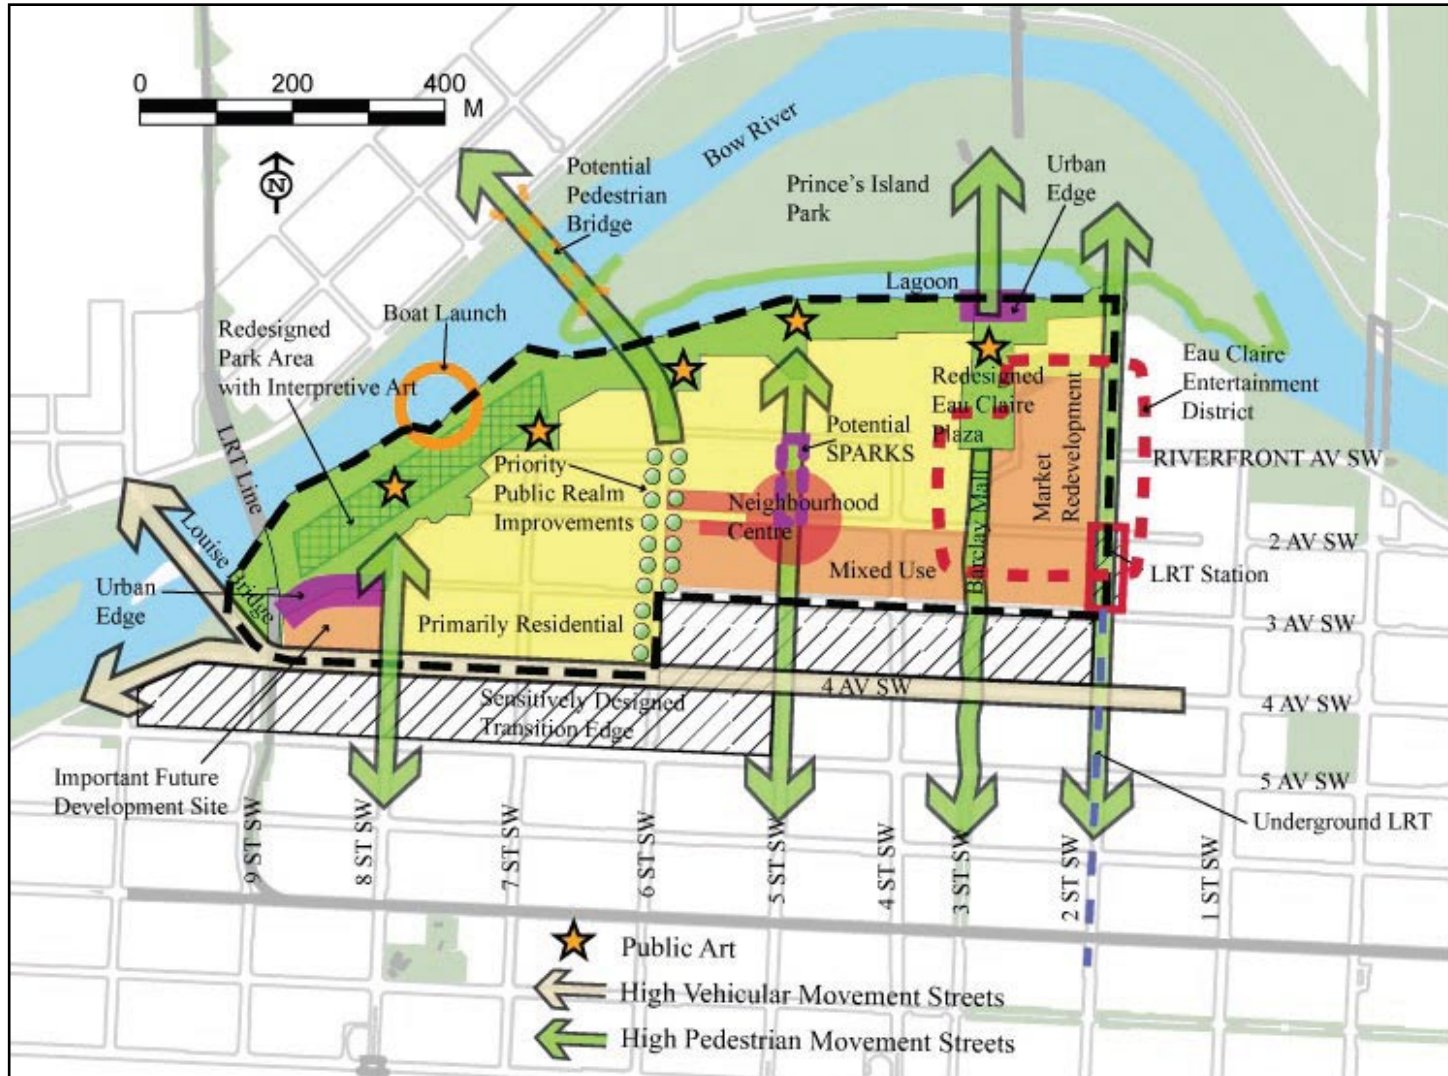 0 200 400
M
N
Bow River
Potential
Pedestrian
Bridge
Prince's Island
Park
Urban
Edge
Lagoon
Boat Launch
Redesigned
Park Area
with Interpretive Art
LRT Line
Louise Bridge
Urban
Edge
Priority
Public Realm
Improvements
Potential
SPARKS
Redesigned
Eau Claire
Plaza
Market
Redevelopment
Eau Claire
Entertainment
District
RIVERFRONT AV SW
Neighbourhood
Centre
Barclay Mall
Mixed Use
2 AV SW
LRT Station
Primarily Residential
3 AV SW
4 AV SW
4 AV SW
Sensitively Designed
Transition Edge
Important Future
Development Site
5 AV SW
Underground LRT
9 ST SW
8 ST SW
7 ST SW
6 ST SW
5 ST SW
4 ST SW
3 ST SW
2 ST SW
1 ST SW
Public Art
High Vehicular Movement Streets
High Pedestrian Movement Streets